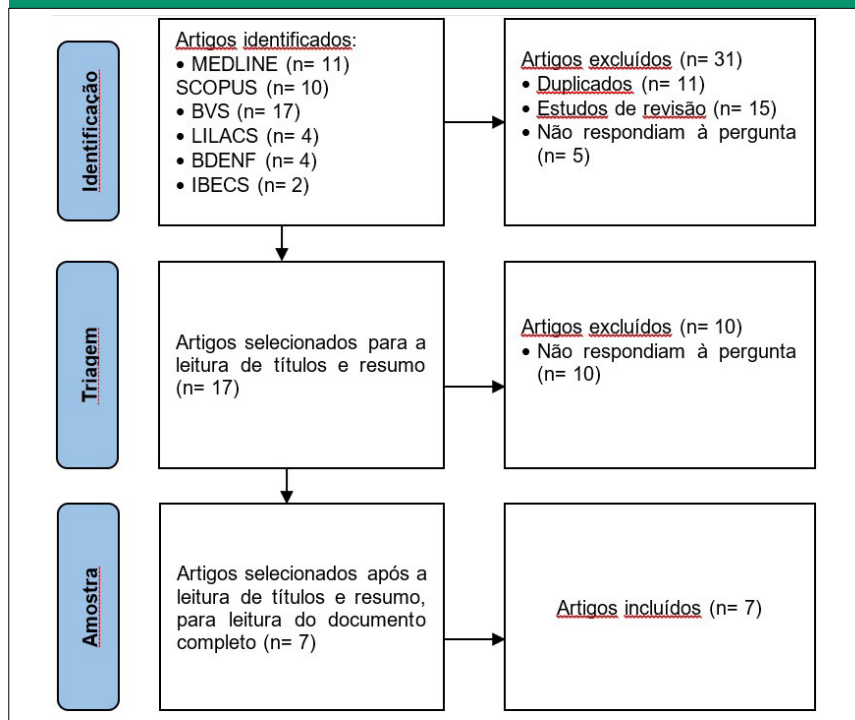 Identificação
Artigos identificados:
• MEDLINE (n= 11)
SCOPUS (n= 10)
• BVS (n= 17)
• LILACS (n= 4)
• BDENF (n= 4)
• IBECS (n= 2)
Artigos excluídos (n= 31)
• Duplicados (n= 11)
• Estudos de revisão (n= 15)
• Não respondiam à pergunta
(n= 5)
Triagem
Artigos selecionados para a
leitura de títulos e resumo
(n= 17)
Artigos excluídos (n= 10)
• Não respondiam à pergunta
(n= 10)
Amostra
Artigos selecionados após a
leitura de títulos e resumo,
para leitura do documento
completo (n= 7)
Artigos incluídos (n= 7)